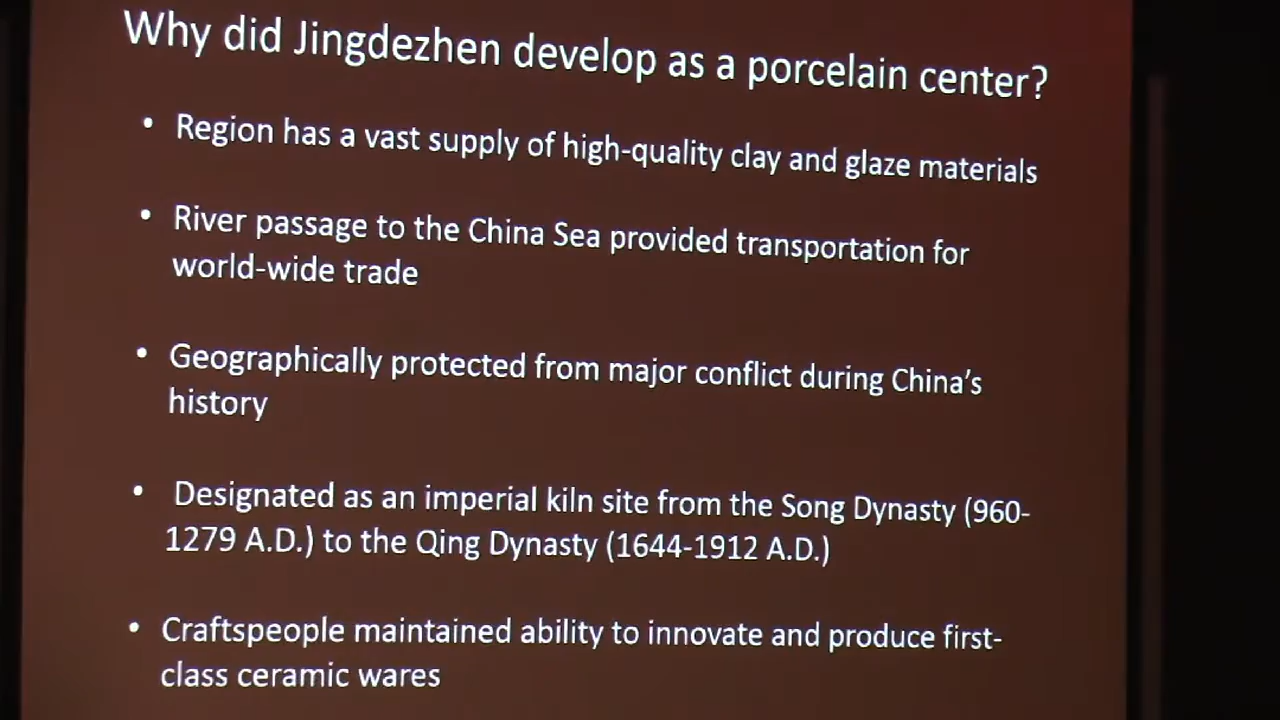 Why did Jingdezhen develop as a porcelain center?
• Region has a vast supply of high-quality clay and glaze materials
• River passage to the China Sea provided transportation for
world-wide trade
• Geographically protected from major conflict during China's
history
• Designated as an imperial kiln site from the Song Dynasty (960-
1279 A.D.) to the Qing Dynasty (1644-1912 A.D.)
• Craftspeople maintained ability to innovate and produce first-
class ceramic wares